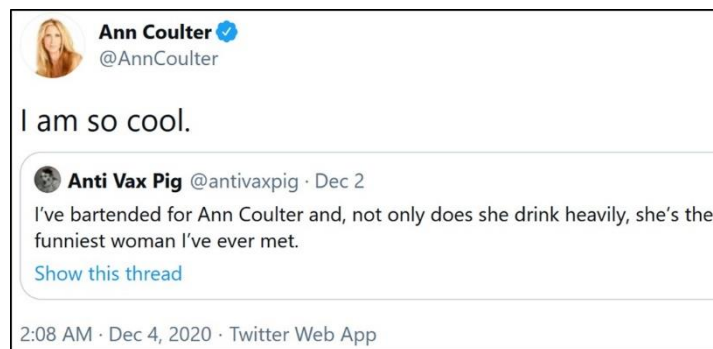 Ann Coulter
@AnnCoulter
I am so cool.
Anti Vax Pig @antivaxpig · Dec 2
I've bartended for Ann Coulter and, not only does she drink heavily, she's the
funniest woman I've ever met.
Show this thread
2:08 AM · Dec 4, 2020 · Twitter Web App